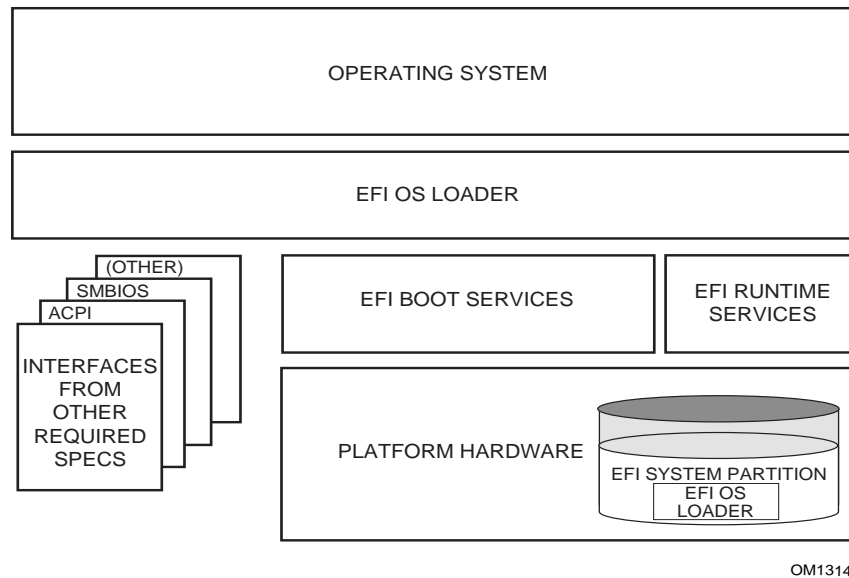 OPERATING SYSTEM
EFI OS LOADER
(OTHER)
SMBIOS
ACPI
INTERFACES
FROM
OTHER
REQUIRED
SPECS
EFI BOOT SERVICES
EFI RUNTIME
SERVICES
PLATFORM HARDWARE
EFI SYSTEM PARTITION
EFI OS
LOADER
OM1314